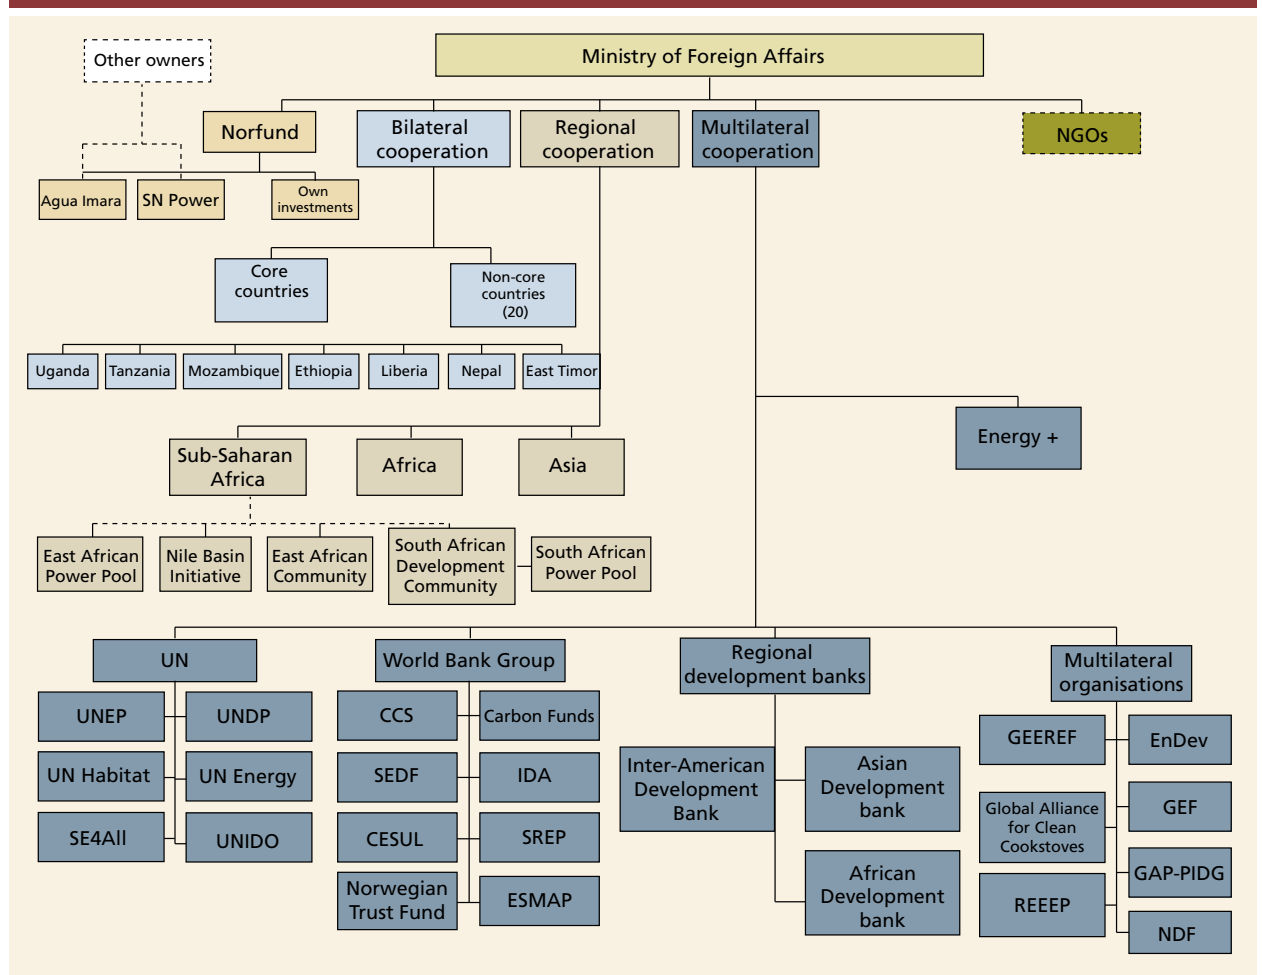 Other owners
Ministry of Foreign Affairs
Norfund
Bilateral
cooperation
Regional
cooperation
Multilateral
cooperation
NGOs
Agua Imara
SN Power
Own
investments
Core
countries
Non-core
countries
(20)
Uganda
Tanzania
Mozambique
Ethiopia
Liberia
Nepal
East Timor
Energy +
Sub-Saharan
Africa
Africa
Asia
East African
Power Pool
Nile Basin
Initiative
East African
Community
South African
Development
Community
South African
Power Pool
UN
World Bank Group
Regional
development banks
Multilateral
organisations
UNEP
UNDP
UN Habitat
UN Energy
SE4All
UNIDO
CCS
Carbon Funds
SEDF
IDA
CESUL
SREP
Norwegian
Trust Fund
ESMAP
Inter-American
Development
Bank
Asian
Development
bank
African
Development
bank
GEEREF
EnDev
Global Alliance
for Clean
Cookstoves
GEF
GAP-PIDG
REEEP
NDF